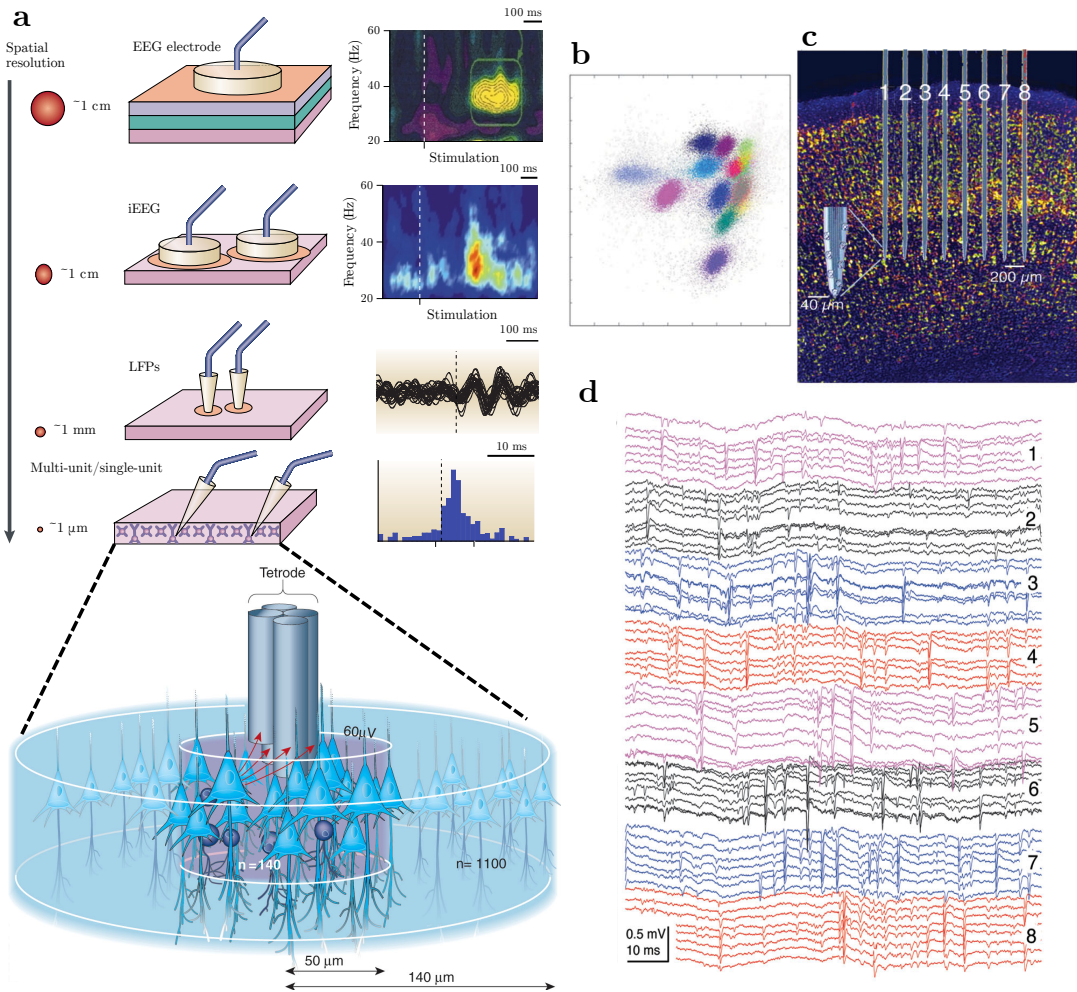 a
Spatial
resolution
~1 cm
EEG electrode
100 ms
Frequency (Hz)
60
40
20
Stimulation
~1 cm
iEEG
Frequency (Hz)
60
40
20
Stimulation
100 ms
~1 mm
LFPs
10 ms
Multi-unit/single-unit
~1 μm
Tetrode
60μV
n =140
n= 1100
50 μm
140 μm
b
c
1 2 3 4 5 6 7 8
40 μm
200 μm
d
1
2
3
4
5
6
7
8
0.5 mV
10 ms